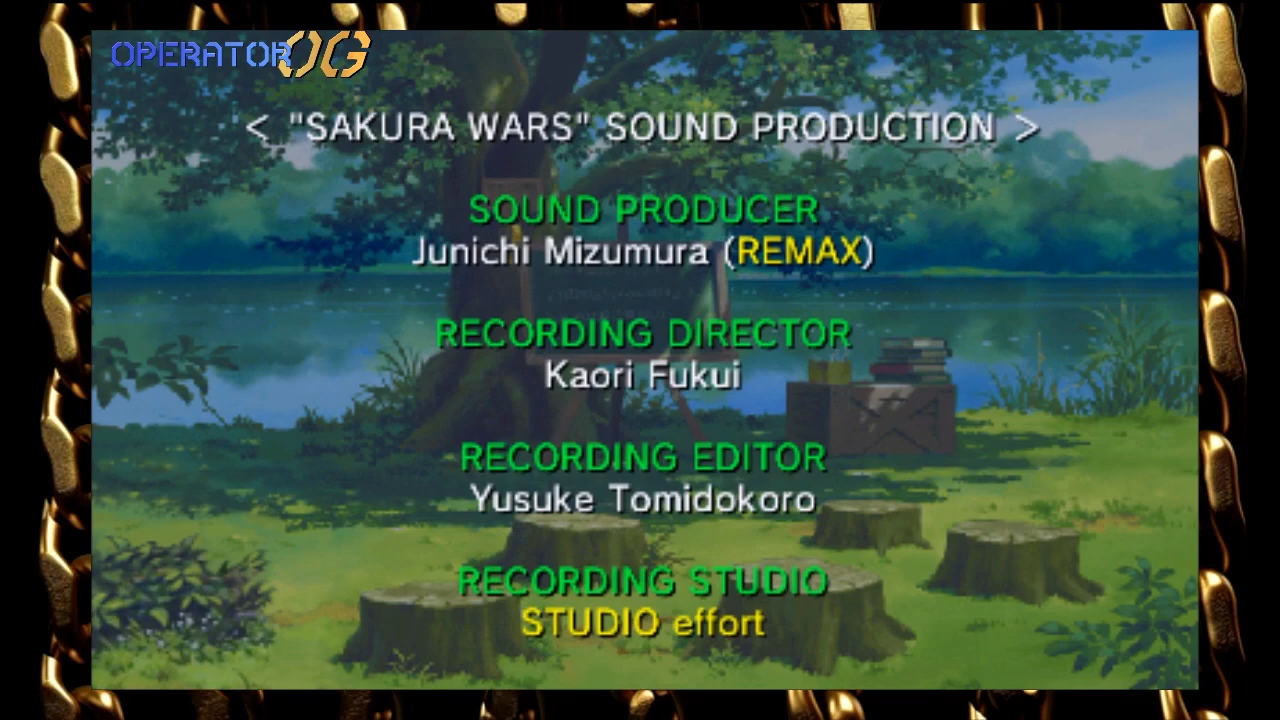 OPERATOR OG
< "SAKURA WARS" SOUND PRODUCTION >
SOUND PRODUCER
Junichi Mizumura (REMAX)
RECORDING DIRECTOR
Kaori Fukui
RECORDING EDITOR
Yusuke Tomidokoro
RECORDING STUDIO
STUDIO effort